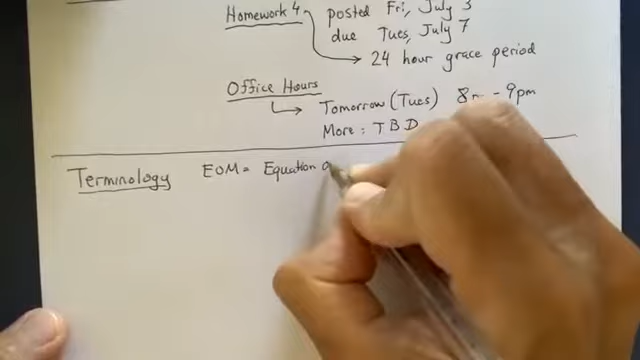 Homework 4
posted Fri, July 3
due Tues, July 7
24 hour grace period
Office Hours
Tomorrow (Tues) - 9pm
More : TBD
Terminology EOM = Equation